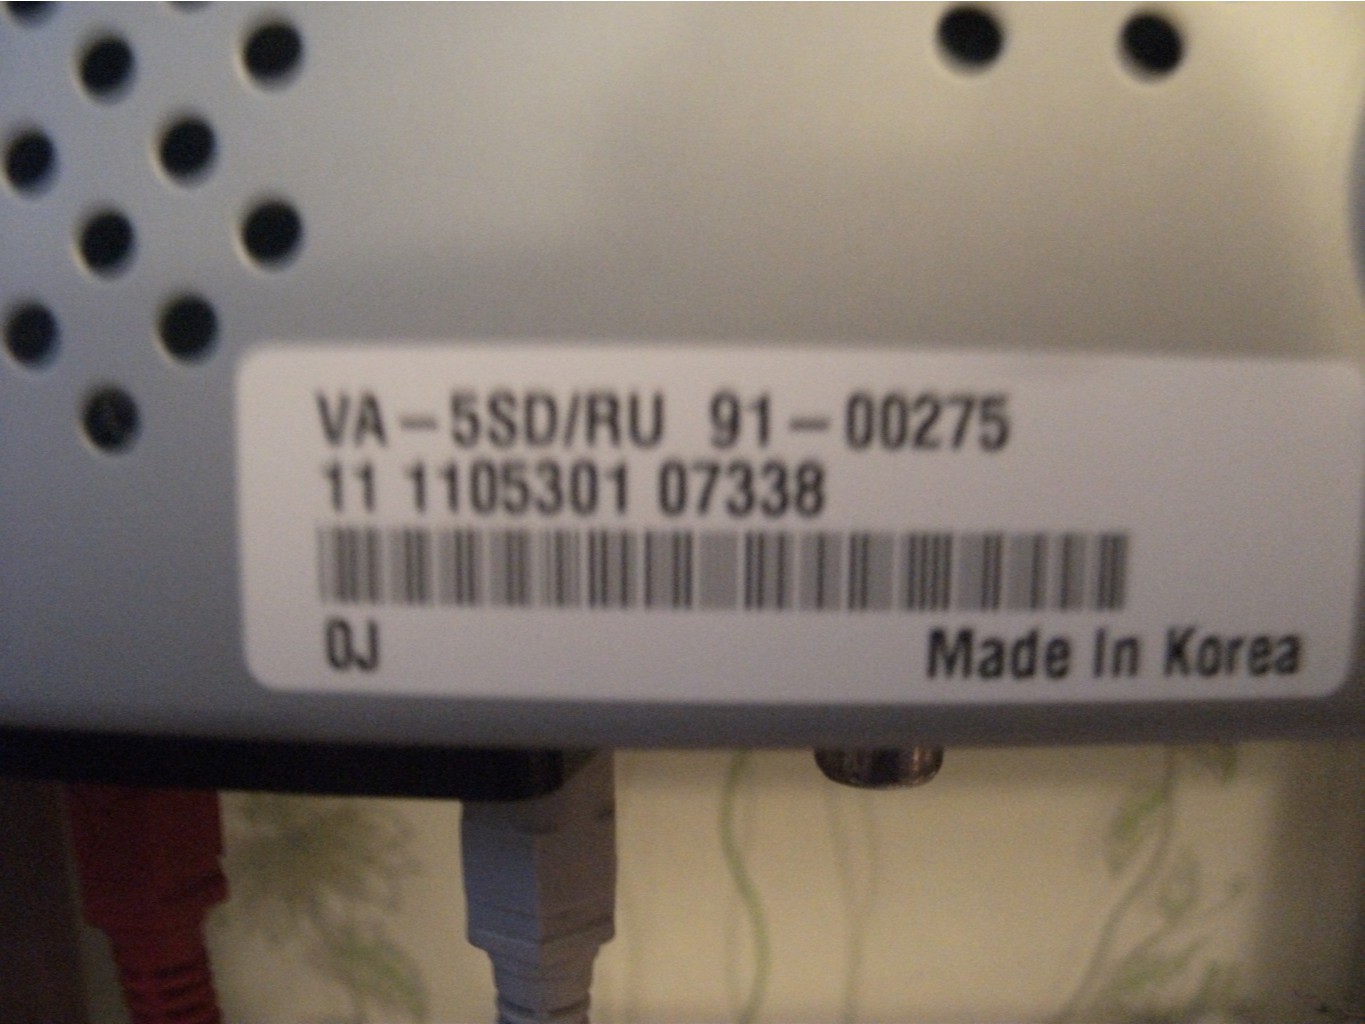 VA-5SD/RU 91-00275
11 1105301 07338
0J
Made In Korea